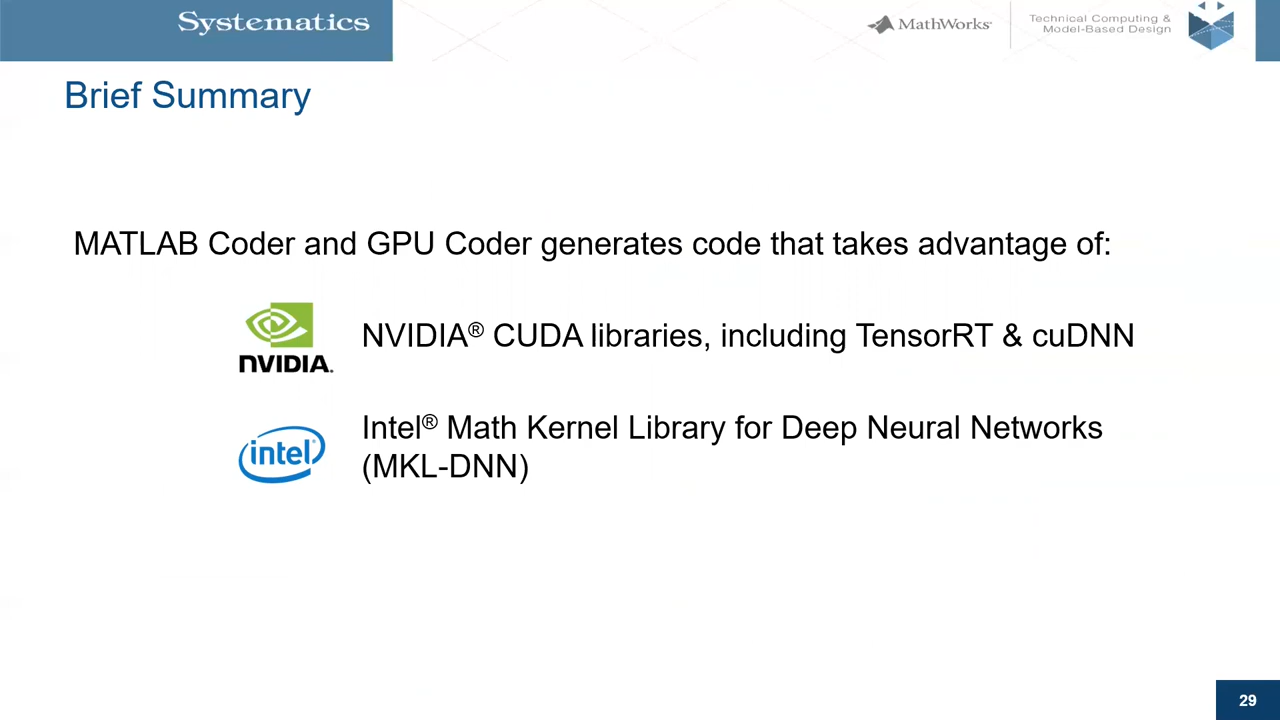 Systematics
MathWorks®
Technical Computing &
Model-Based Design
Brief Summary
MATLAB Coder and GPU Coder generates code that takes advantage of:
NVIDIA.
NVIDIA® CUDA libraries, including TensorRT & cuDNN
intel®
Intel® Math Kernel Library for Deep Neural Networks
(MKL-DNN)
29